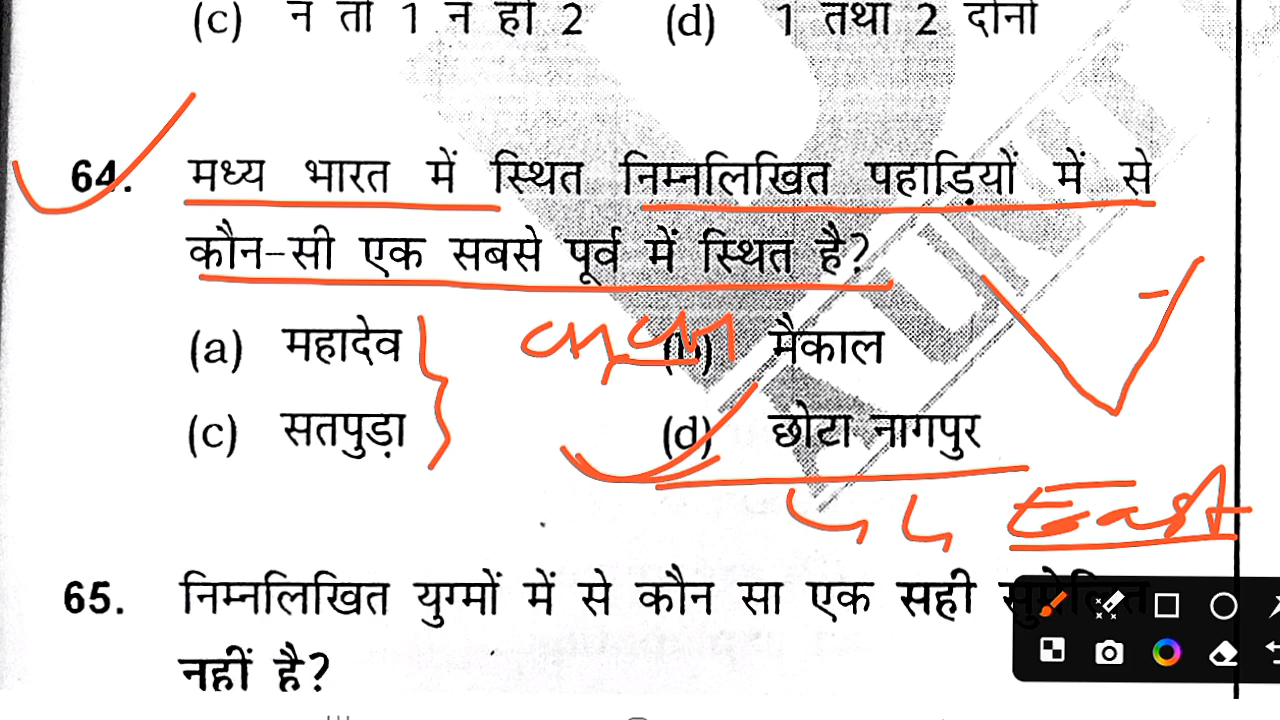 (c) न तो 1 न ही 2 (d) 1 तथा 2 दोनों
64. मध्य भारत में स्थित निम्नलिखित पहाड़ियों में से
कौन-सी एक सबसे पूर्व में स्थित है?
(a) महादेव (b) मैकाल
(c) सतपुड़ा (d) छोटा नागपुर
East
65. निम्नलिखित युग्मों में से कौन सा एक सही सुमेलित
नहीं है?